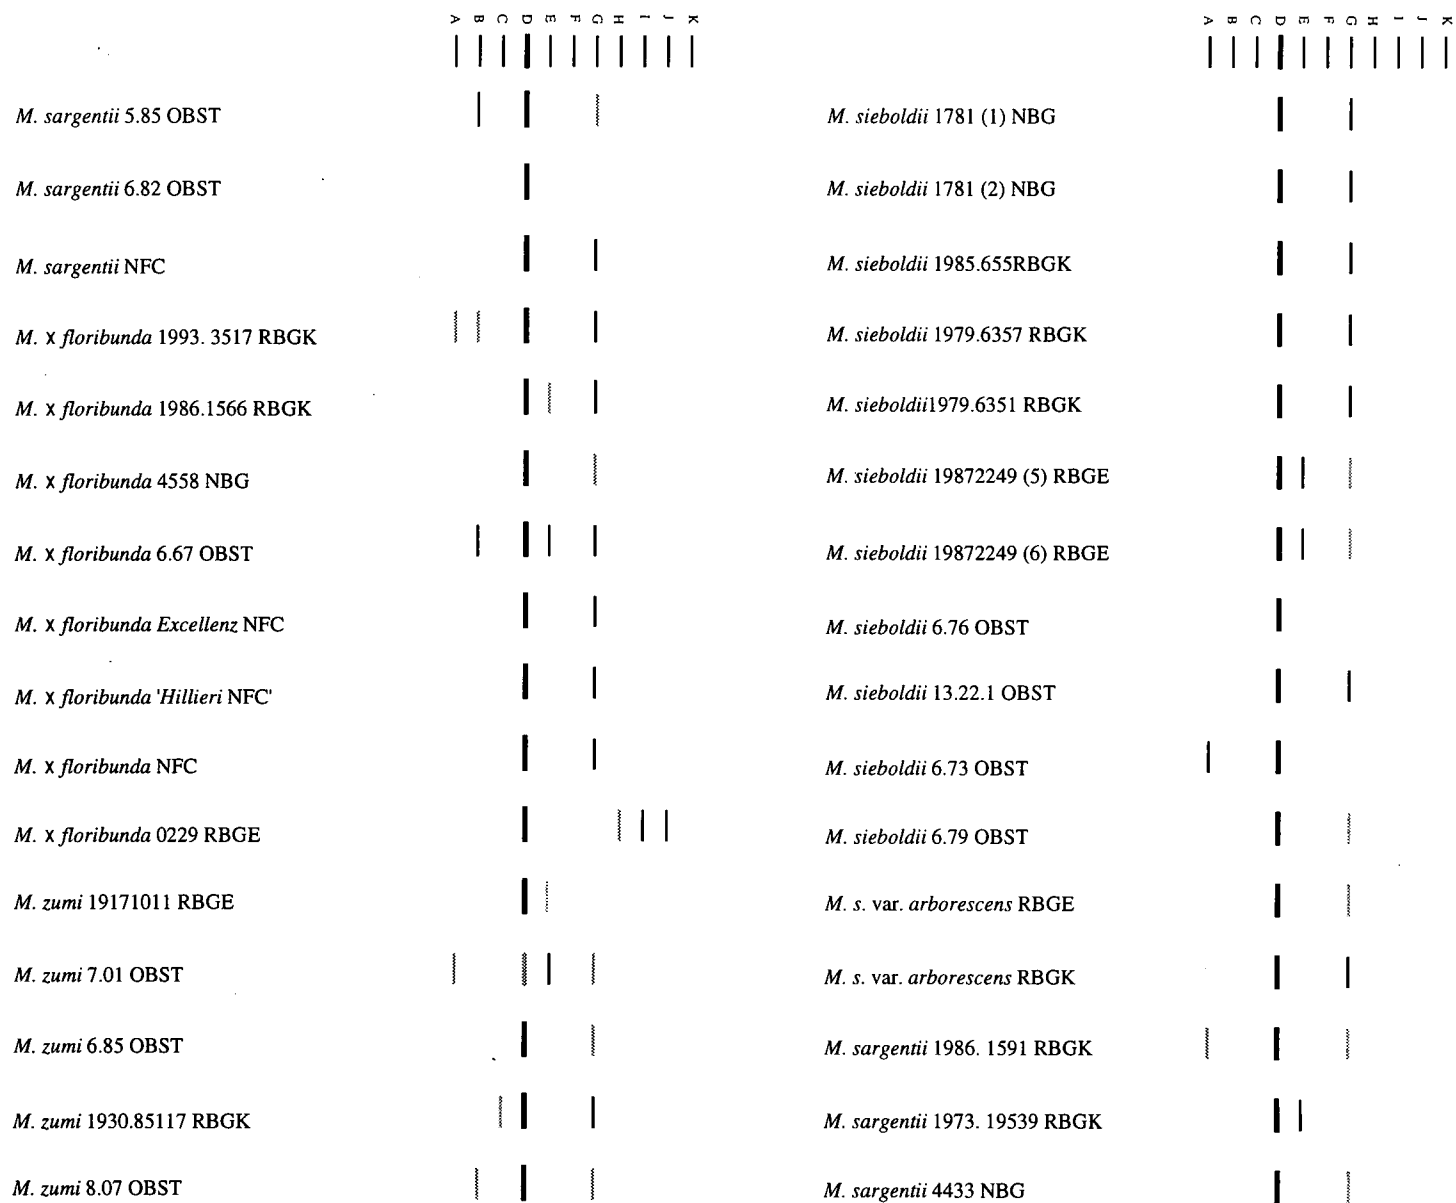 A B C D E F G H I J K
M. sargentii 5.85 OBST
M. sargentii 6.82 OBST
M. sargentii NFC
M. x floribunda 1993. 3517 RBGK
M. x floribunda 1986.1566 RBGK
M. x floribunda 4558 NBG
M. x floribunda 6.67 OBST
M. x floribunda Excellenz NFC
M. x floribunda 'Hillieri NFC'
M. x floribunda NFC
M. x floribunda 0229 RBGE
M. zumi 19171011 RBGE
M. zumi 7.01 OBST
M. zumi 6.85 OBST
M. zumi 1930.85117 RBGK
M. zumi 8.07 OBST
A B C D E F G H I J K
M. sieboldii 1781 (1) NBG
M. sieboldii 1781 (2) NBG
M. sieboldii 1985.655RBGK
M. sieboldii 1979.6357 RBGK
M. sieboldii1979.6351 RBGK
M. sieboldii 19872249 (5) RBGE
M. sieboldii 19872249 (6) RBGE
M. sieboldii 6.76 OBST
M. sieboldii 13.22.1 OBST
M. sieboldii 6.73 OBST
M. sieboldii 6.79 OBST
M. s. var. arborescens RBGE
M. s. var. arborescens RBGK
M. sargentii 1986. 1591 RBGK
M. sargentii 1973. 19539 RBGK
M. sargentii 4433 NBG